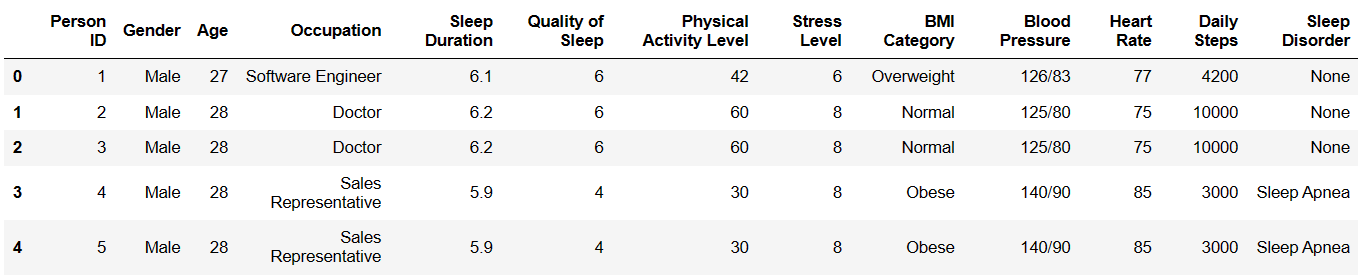 Person ID Gender Age Occupation Sleep Duration Quality of Sleep Physical Activity Level Stress Level BMI Category Blood Pressure Heart Rate Daily Steps Sleep Disorder
0 1 Male 27 Software Engineer 6.1 6 42 6 Overweight 126/83 77 4200 None
1 2 Male 28 Doctor 6.2 6 60 8 Normal 125/80 75 10000 None
2 3 Male 28 Doctor 6.2 6 60 8 Normal 125/80 75 10000 None
3 4 Male 28 Sales Representative 5.9 4 30 8 Obese 140/90 85 3000 Sleep Apnea
4 5 Male 28 Sales Representative 5.9 4 30 8 Obese 140/90 85 3000 Sleep Apnea